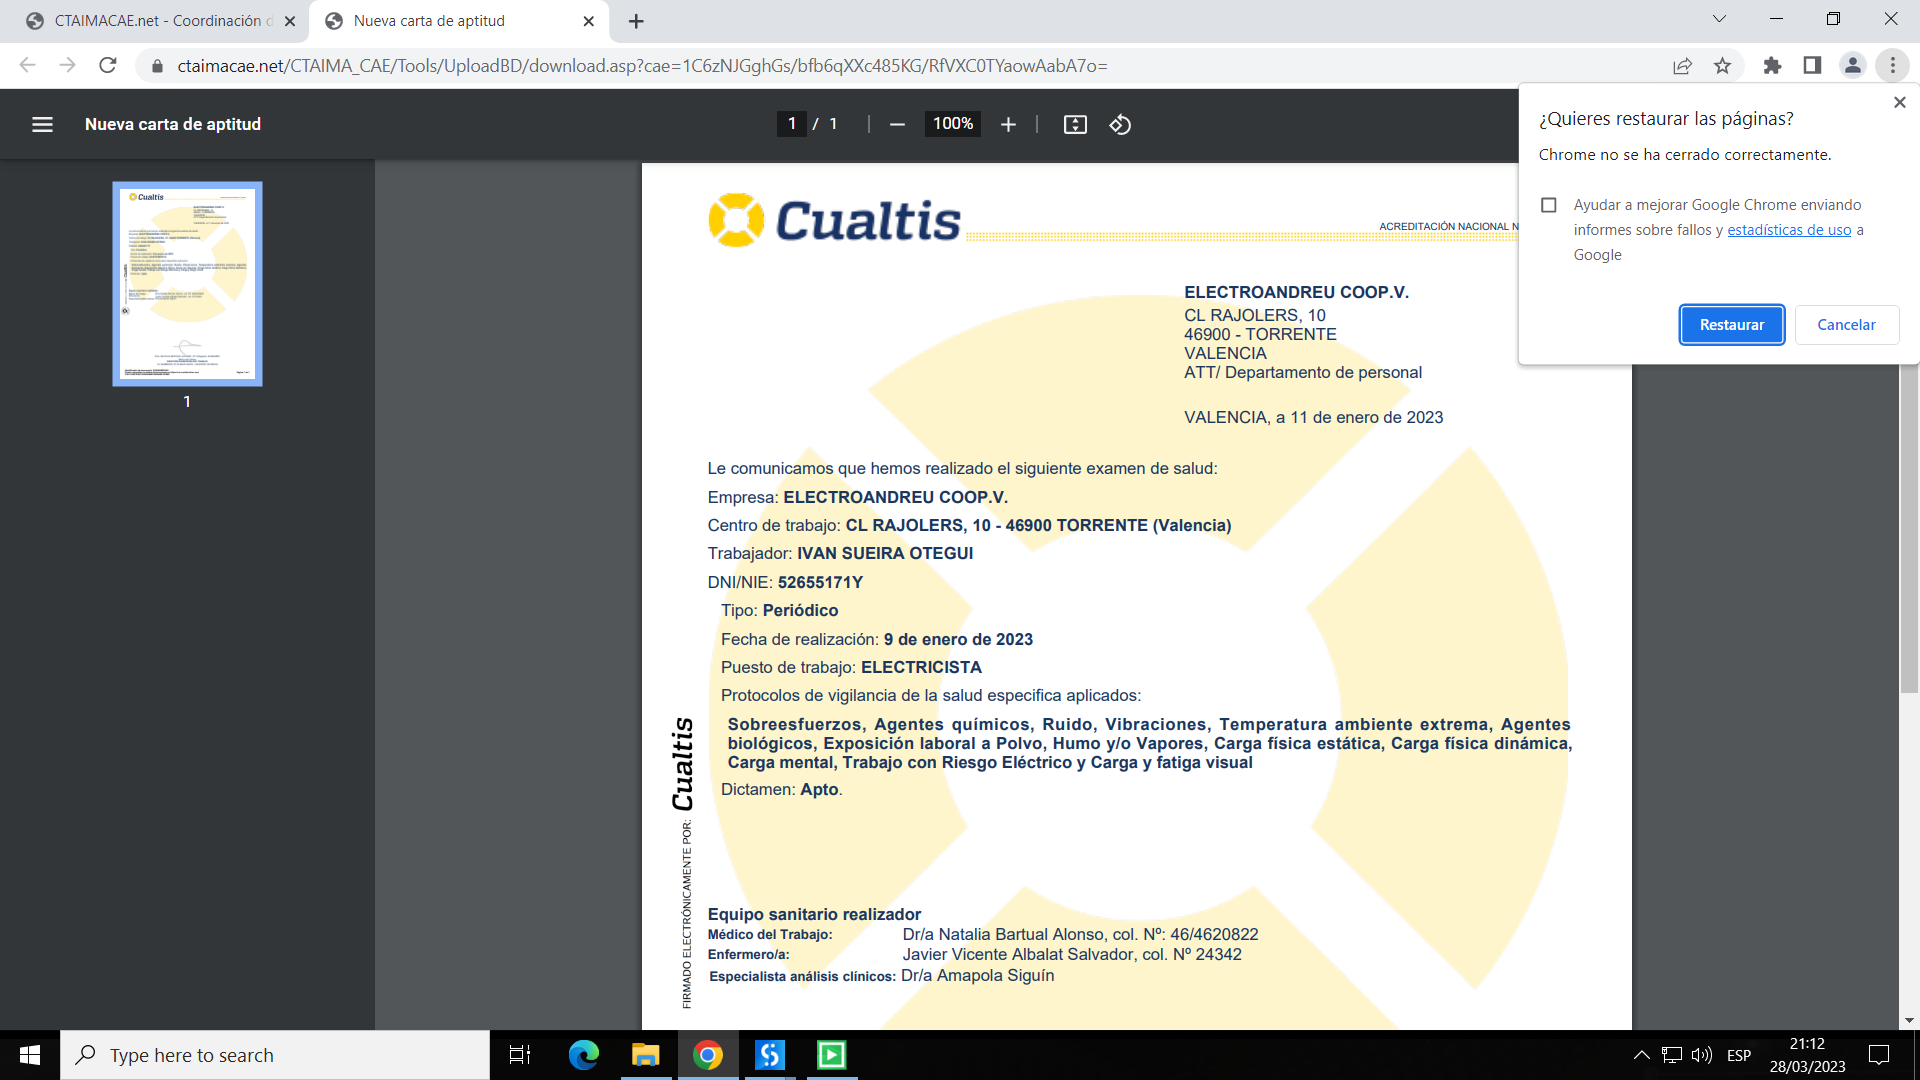 CTAIMACAE.net - Coordinación d
Nueva carta de aptitud
ctaimacae.net/CTAIMA_CAE/Tools/UploadBD/download.asp?cae=1C6zNJGghGs/bfb6qXXc485KG/RfVXC0TYaowAabA7o=
Nueva carta de aptitud
1 / 1
100%
¿Quieres restaurar las páginas?
Chrome no se ha cerrado correctamente.
Ayudar a mejorar Google Chrome enviando
informes sobre fallos y estadísticas de uso a
Google
Restaurar
Cancelar
Cualtis
1
Cualtis
ACREDITACIÓN NACIONAL N
ELECTROANDREU COOP.V.
CL RAJOLERS, 10
46900 - TORRENTE
VALENCIA
ATT/ Departamento de personal
VALENCIA, a 11 de enero de 2023
Le comunicamos que hemos realizado el siguiente examen de salud:
Empresa: ELECTROANDREU COOP.V.
Centro de trabajo: CL RAJOLERS, 10 - 46900 TORRENTE (Valencia)
Trabajador: IVAN SUEIRA OTEGUI
DNI/NIE: 52655171Y
Tipo: Periódico
Fecha de realización: 9 de enero de 2023
Puesto de trabajo: ELECTRICISTA
Protocolos de vigilancia de la salud especifica aplicados:
Sobreesfuerzos, Agentes químicos, Ruido, Vibraciones, Temperatura ambiente extrema, Agentes
biológicos, Exposición laboral a Polvo, Humo y/o Vapores, Carga física estática, Carga física dinámica,
Carga mental, Trabajo con Riesgo Eléctrico y Carga y fatiga visual
Dictamen: Apto.
FIRMADO ELECTRÓNICAMENTE POR: Cualtis
Equipo sanitario realizador
Médico del Trabajo: Dr/a Natalia Bartual Alonso, col. Nº: 46/4620822
Enfermero/a: Javier Vicente Albalat Salvador, col. Nº 24342
Especialista análisis clínicos: Dr/a Amapola Siguín
Type here to search
ESP
21:12
28/03/2023